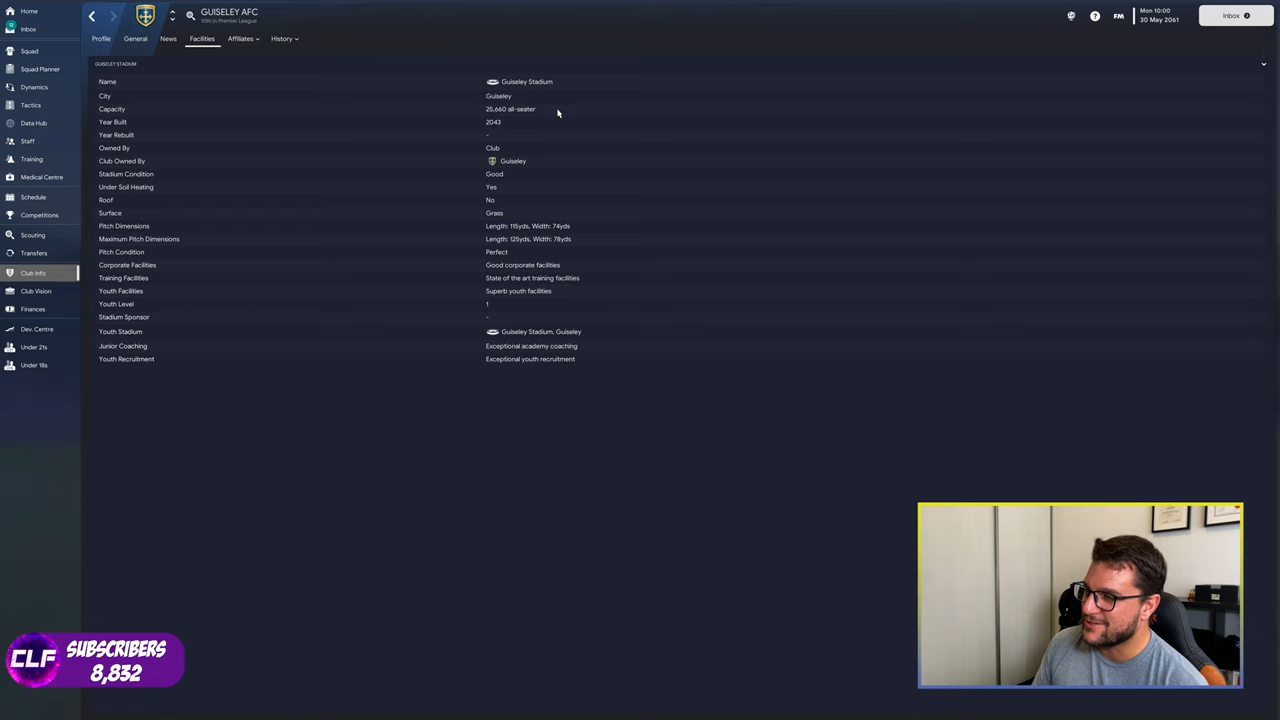 Home
GUISELEY AFC
10th in Premier League
Mon 10:00
30 May 2061
Inbox
12
Inbox
Profile
General
News
Facilities
Affiliates
History
FM
Squad
Squad Planner
Dynamics
Tactics
Data Hub
Staff
Training
Medical Centre
Schedule
Competitions
Scouting
Transfers
Club Info
Club Vision
Finances
Dev. Centre
Under 21s
Under 18s
GUISELEY STADIUM
Name Guiseley Stadium
City Guiseley
Capacity 25,660 all-seater
Year Built 2043
Year Rebuilt -
Owned By Club
Club Owned By Guiseley
Stadium Condition Good
Under Soil Heating Yes
Roof No
Surface Grass
Pitch Dimensions Length: 115yds, Width: 74yds
Maximum Pitch Dimensions Length: 125yds, Width: 78yds
Pitch Condition Perfect
Corporate Facilities Good corporate facilities
Training Facilities State of the art training facilities
Youth Facilities Superb youth facilities
Youth Level 1
Stadium Sponsor -
Youth Stadium Guiseley Stadium, Guiseley
Junior Coaching Exceptional academy coaching
Youth Recruitment Exceptional youth recruitment
CLF
SUBSCRIBERS
8,832